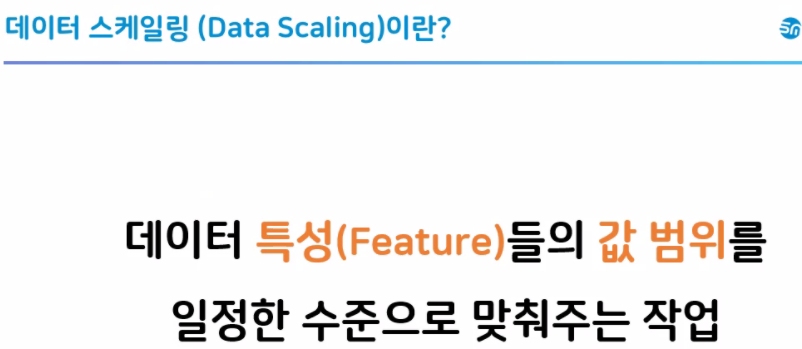 데이터 스케일링 (Data Scaling)이란?
데이터 특성(Feature)들의 값 범위를
일정한 수준으로 맞춰주는 작업